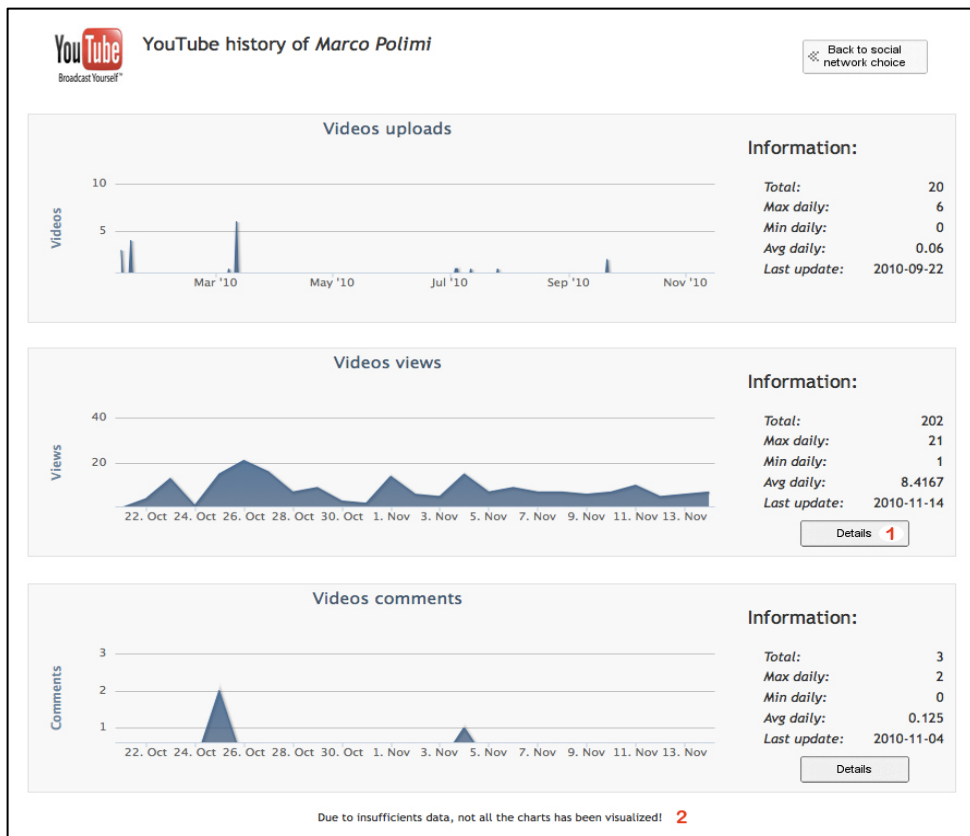 YouTube
Broadcast Yourself™
YouTube history of Marco Polimi
Back to social
network choice
Videos uploads
Videos
10
5
Mar '10 May '10 Jul '10 Sep '10 Nov '10
Information:
Total: 20
Max daily: 6
Min daily: 0
Avg daily: 0.06
Last update: 2010-09-22
Videos views
Views
40
20
22. Oct 24. Oct 26. Oct 28. Oct 30. Oct 1. Nov 3. Nov 5. Nov 7. Nov 9. Nov 11. Nov 13. Nov
Information:
Total: 202
Max daily: 21
Min daily: 1
Avg daily: 8.4167
Last update: 2010-11-14
Details 1
Videos comments
Comments
3
2
1
22. Oct 24. Oct 26. Oct 28. Oct 30. Oct 1. Nov 3. Nov 5. Nov 7. Nov 9. Nov 11. Nov 13. Nov
Information:
Total: 3
Max daily: 2
Min daily: 0
Avg daily: 0.125
Last update: 2010-11-04
Details
Due to insufficients data, not all the charts has been visualized! 2